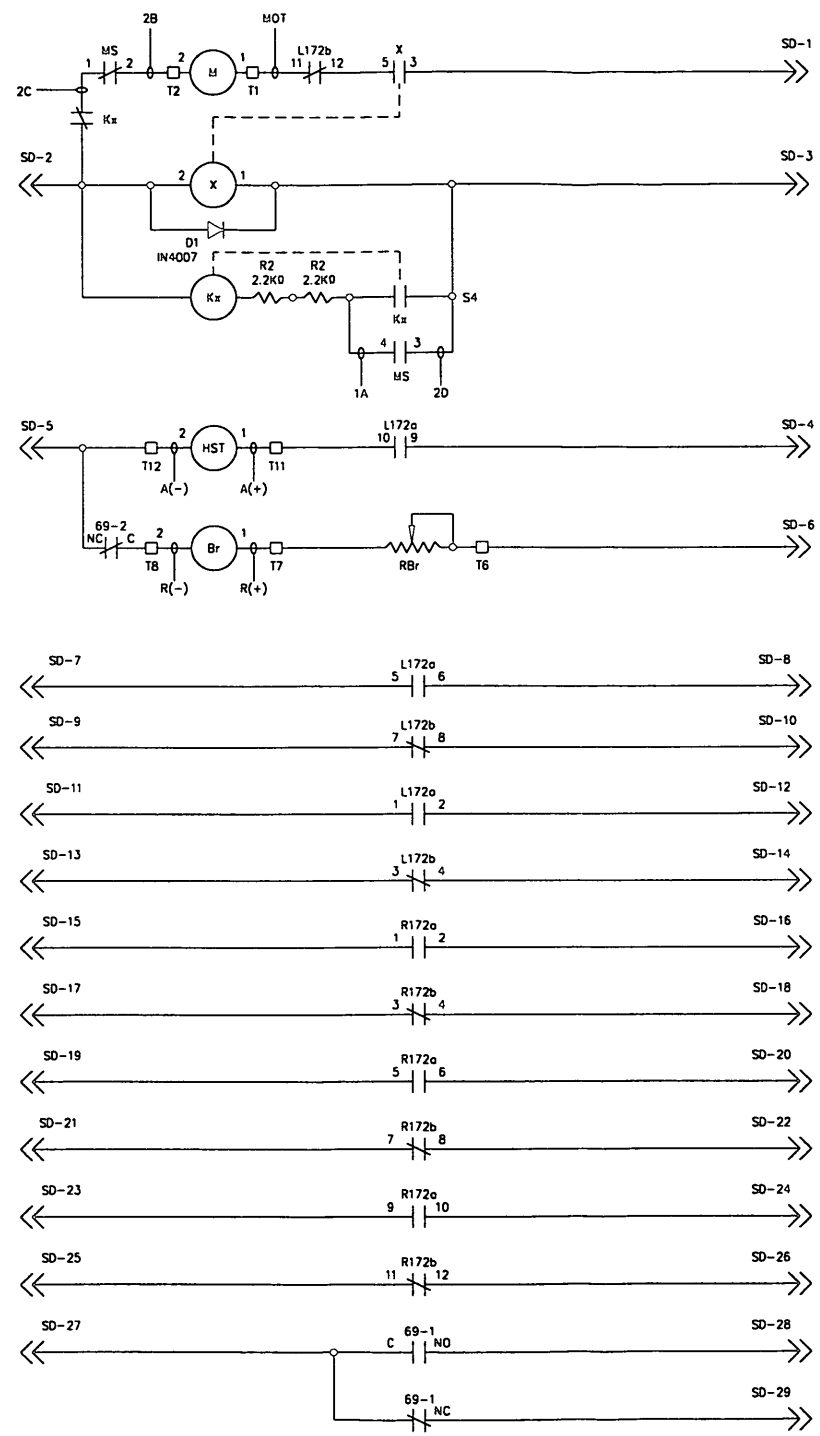 2B
MOT
SD-1
MS
L172b
X
1
2
2
M
1
11
12
5
3
T2
T1
2C
Kx
SD-2
SD-3
2
X
1
D1
IN4007
R2
R2
2.2KΩ
2.2KΩ
Kx
S4
Kx
4
3
MS
1A
2D
SD-5
L172a
SD-4
2
HST
1
10
9
T12
T11
A(-)
A(+)
69-2
SD-6
NC
C
2
Br
1
T8
T7
RBr
T6
R(-)
R(+)
SD-7
L172a
SD-8
5
6
SD-9
L172b
SD-10
7
8
SD-11
L172a
SD-12
1
2
SD-13
L172b
SD-14
3
4
SD-15
R172a
SD-16
1
2
SD-17
R172b
SD-18
3
4
SD-19
R172a
SD-20
5
6
SD-21
R172b
SD-22
7
8
SD-23
R172a
SD-24
9
10
SD-25
R172b
SD-26
11
12
SD-27
69-1
SD-28
C
NO
69-1
SD-29
NC